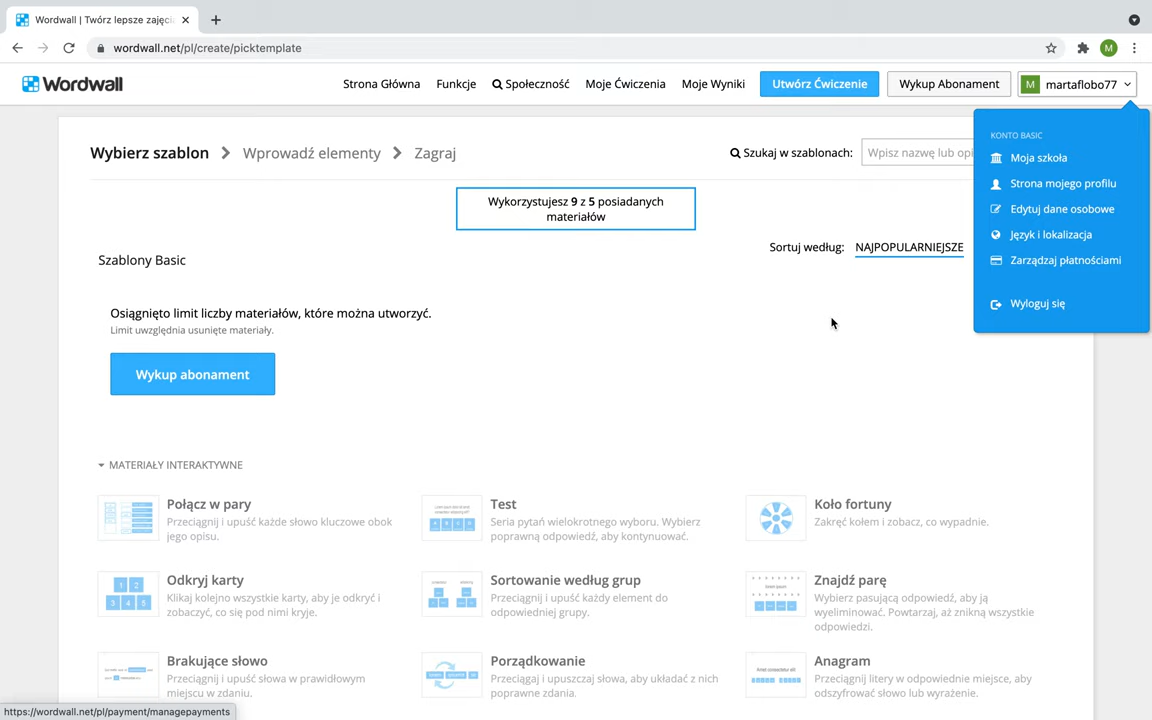 Wordwall | Twórz lepsze zajęci
wordwall.net/pl/create/picktemplate
M
Wordwall
Strona Główna
Funkcje
Społeczność
Moje Ćwiczenia
Moje Wyniki
Utwórz Ćwiczenie
Wykup Abonament
M martaflobo77
KONTO BASIC
Moja szkoła
Strona mojego profilu
Edytuj dane osobowe
Język i lokalizacja
Zarządzaj płatnościami
Wyloguj się
Wybierz szablon
Wprowadź elementy
Zagraj
Szukaj w szablonach:
Wpisz nazwę lub opi
Wykorzystujesz 9 z 5 posiadanych
materiałów
Sortuj według: NAJPOPULARNIEJSZE
Szablony Basic
Osiągnięto limit liczby materiałów, które można utworzyć.
Limit uwzględnia usunięte materiały.
Wykup abonament
MATERIAŁY INTERAKTYWNE
Połącz w pary
Przeciągnij i upuść każde słowo kluczowe obok
jego opisu.
Test
Seria pytań wielokrotnego wyboru. Wybierz
poprawną odpowiedź, aby kontynuować.
Koło fortuny
Zakręć kołem i zobacz, co wypadnie.
1 2
3 4 5
Odkryj karty
Klikaj kolejno wszystkie karty, aby je odkryć i
zobaczyć, co się pod nimi kryje.
Sortowanie według grup
Przeciągnij i upuść każdy element do
odpowiedniej grupy.
Znajdź parę
Wybierz pasującą odpowiedź, aby ją
wyeliminować. Powtarzaj, aż znikną wszystkie
odpowiedzi.
Brakujące słowo
Przeciągnij i upuść słowa w prawidłowym
miejscu w zdaniu.
Porządkowanie
Przeciągaj i upuszczaj słowa, aby układać z nich
poprawne zdania.
Anagram
Przeciągnij litery w odpowiednie miejsce, aby
odszyfrować słowo lub wyrażenie.
https://wordwall.net/pl/payment/managepayments